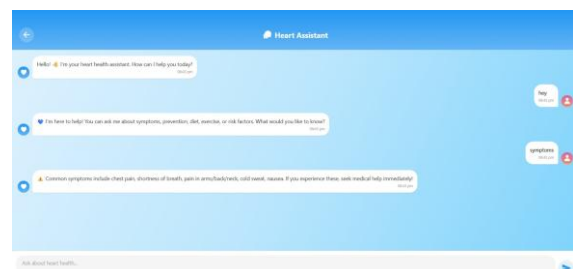 Heart Assistant
Hello! 👋 I'm your heart health assistant. How can I help you today?
hey
💙 I'm here to help! You can ask me about symptoms, prevention, diet, exercise, or risk factors. What would you like to know?
symptoms
⚠️ Common symptoms include chest pain, shortness of breath, pain in arms/back/neck, cold sweat, nausea. If you experience these, seek medical help immediately!
Ask about heart health...